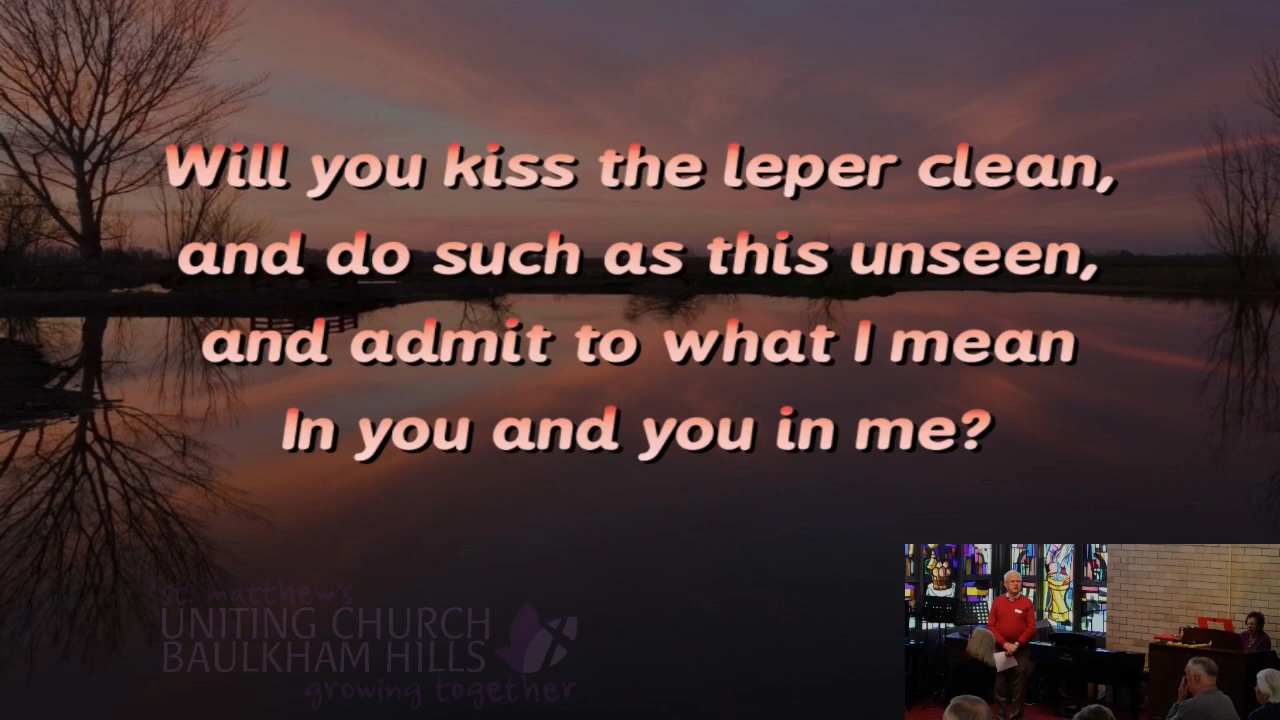 Will you kiss the leper clean,
and do such as this unseen,
and admit to what I mean
In you and you in me?
st. matthew's
UNITING CHURCH
BAULKHAM HILLS
growing together